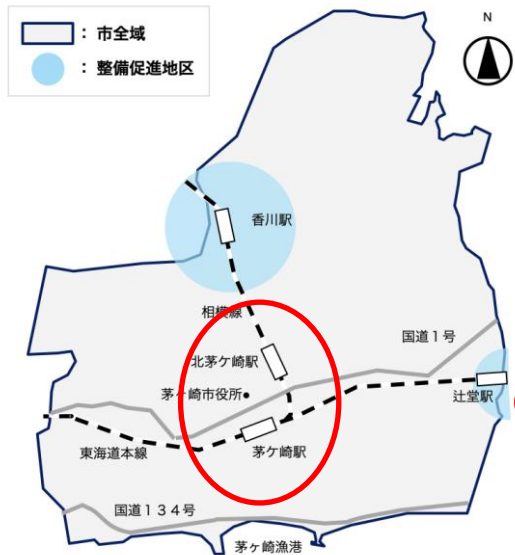 ：市全域
：整備促進地区
N
香川駅
相模線
国道1号
北茅ケ崎駅
茅ヶ崎市役所
辻堂駅
東海道本線
茅ケ崎駅
国道１３４号
茅ヶ崎漁港